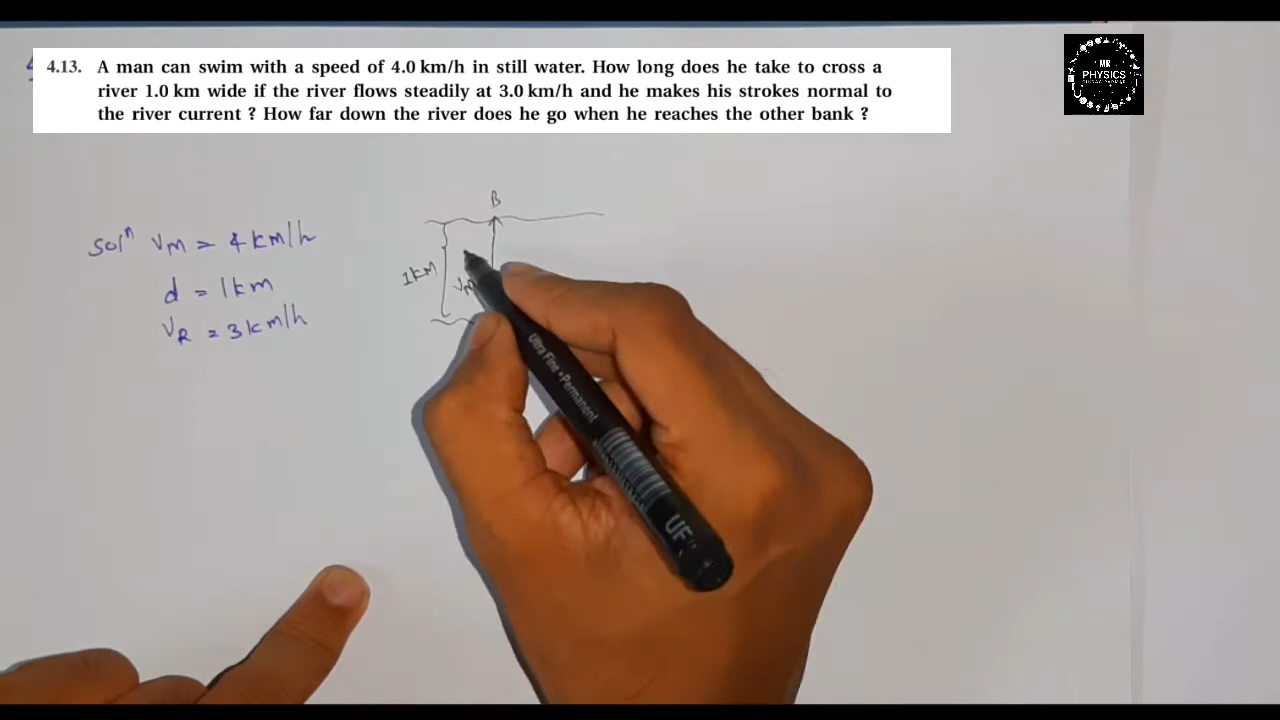 4.13. A man can swim with a speed of 4.0 km/h in still water. How long does he take to cross a
river 1.0 km wide if the river flows steadily at 3.0 km/h and he makes his strokes normal to
the river current ? How far down the river does he go when he reaches the other bank ?
MR
PHYSICS
B
Solⁿ VM = 4 km/h
1 KM
d = 1 km
VM
VR = 3 km/h
Ultra Fine • Permanent
UF